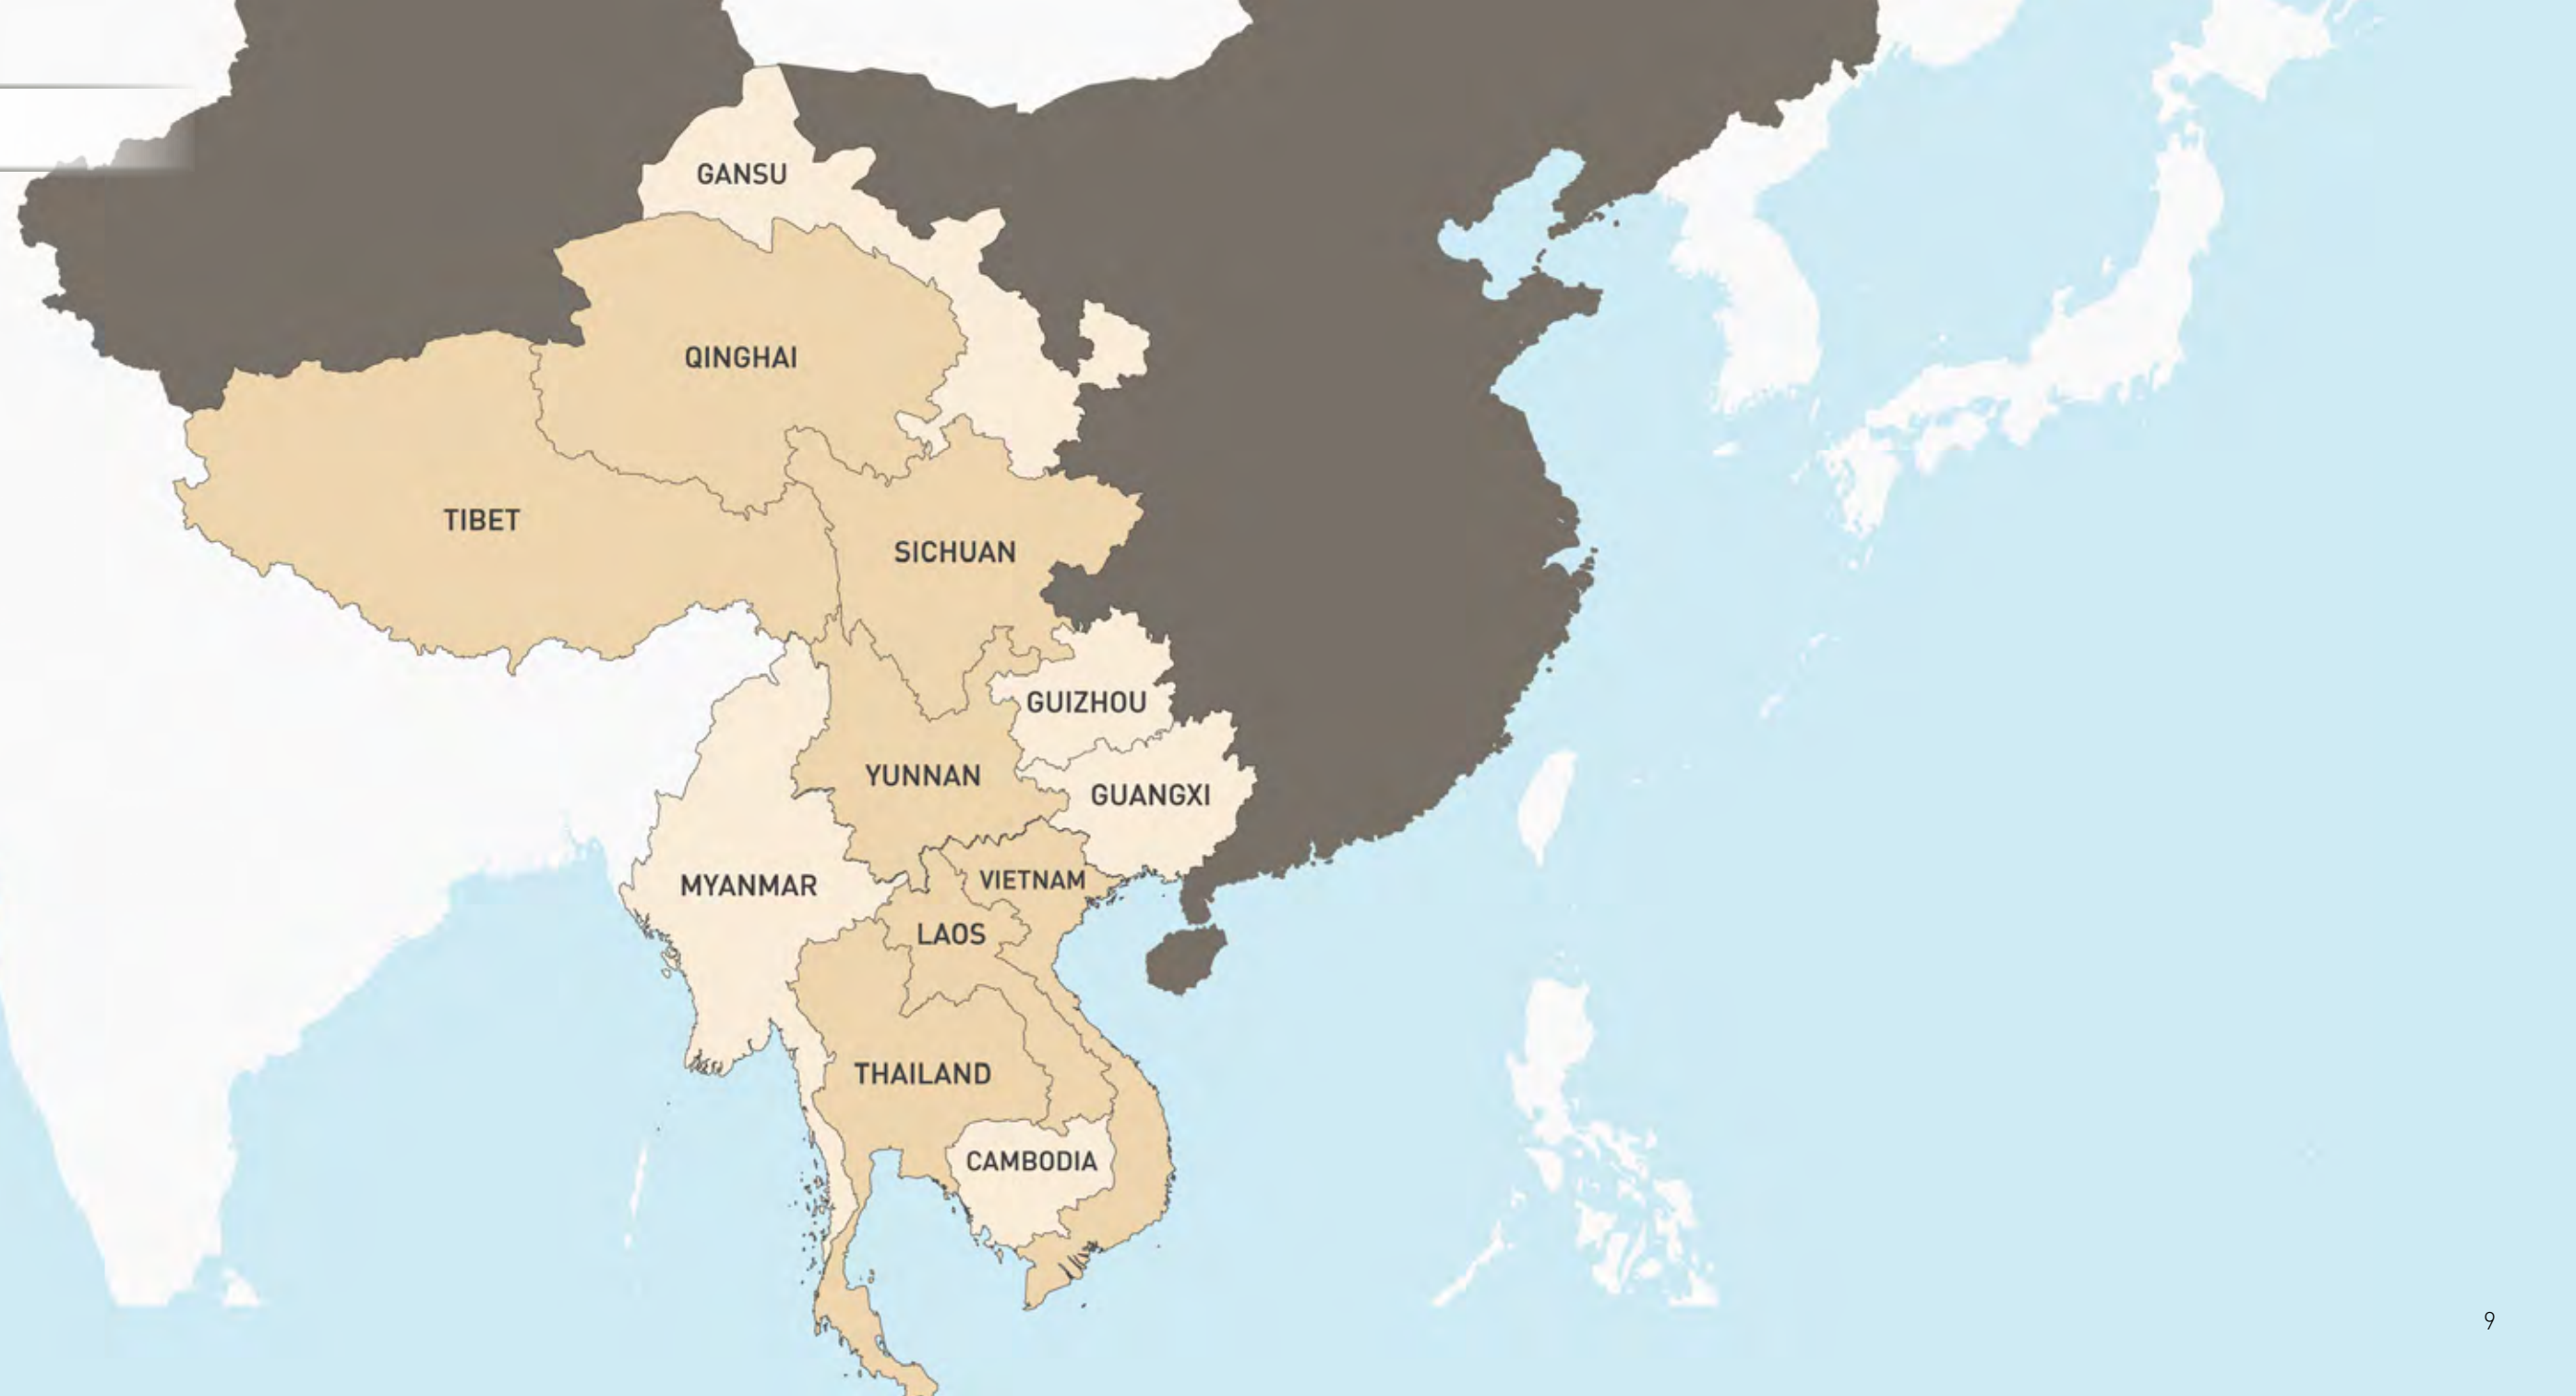 GANSU
QINGHAI
TIBET
SICHUAN
GUIZHOU
YUNNAN
GUANGXI
VIETNAM
MYANMAR
LAOS
THAILAND
CAMBODIA
9